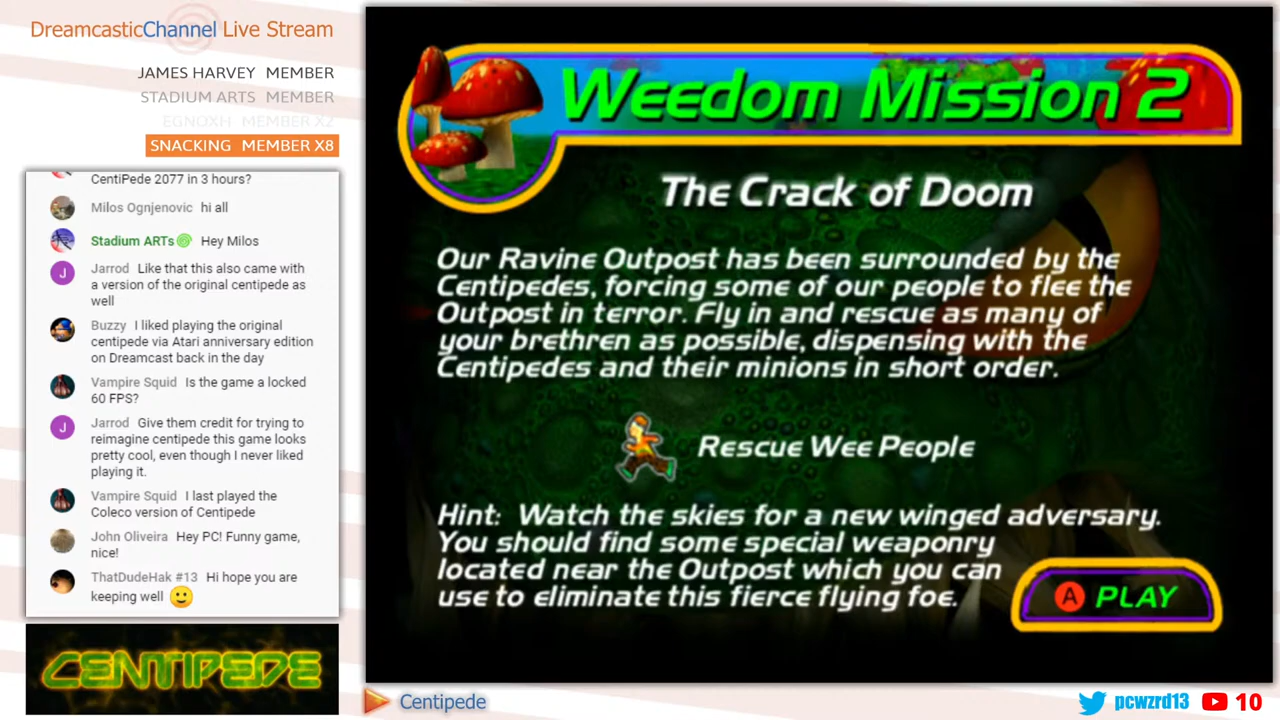 DreamcasticChannel Live Stream
JAMES HARVEY MEMBER
STADIUM ARTS MEMBER
EGNOXH MEMBER X2
SNACKING MEMBER X8
CentiPede 2077 in 3 hours?
Milos Ognjenovic hi all
Stadium ARTs Hey Milos
J Jarrod Like that this also came with
a version of the original centipede as
well
Buzzy I liked playing the original
centipede via Atari anniversary edition
on Dreamcast back in the day
Vampire Squid Is the game a locked
60 FPS?
J Jarrod Give them credit for trying to
reimagine centipede this game looks
pretty cool, even though I never liked
playing it.
Vampire Squid I last played the
Coleco version of Centipede
John Oliveira Hey PC! Funny game,
nice!
ThatDudeHak #13 Hi hope you are
keeping well
CENTIPEDE
Weedom Mission 2
The Crack of Doom
Our Ravine Outpost has been surrounded by the
Centipedes, forcing some of our people to flee the
Outpost in terror. Fly in and rescue as many of
your brethren as possible, dispensing with the
Centipedes and their minions in short order.
Rescue Wee People
Hint: Watch the skies for a new winged adversary.
You should find some special weaponry
located near the Outpost which you can
use to eliminate this fierce flying foe.
A PLAY
Centipede
pcwzrd13
10